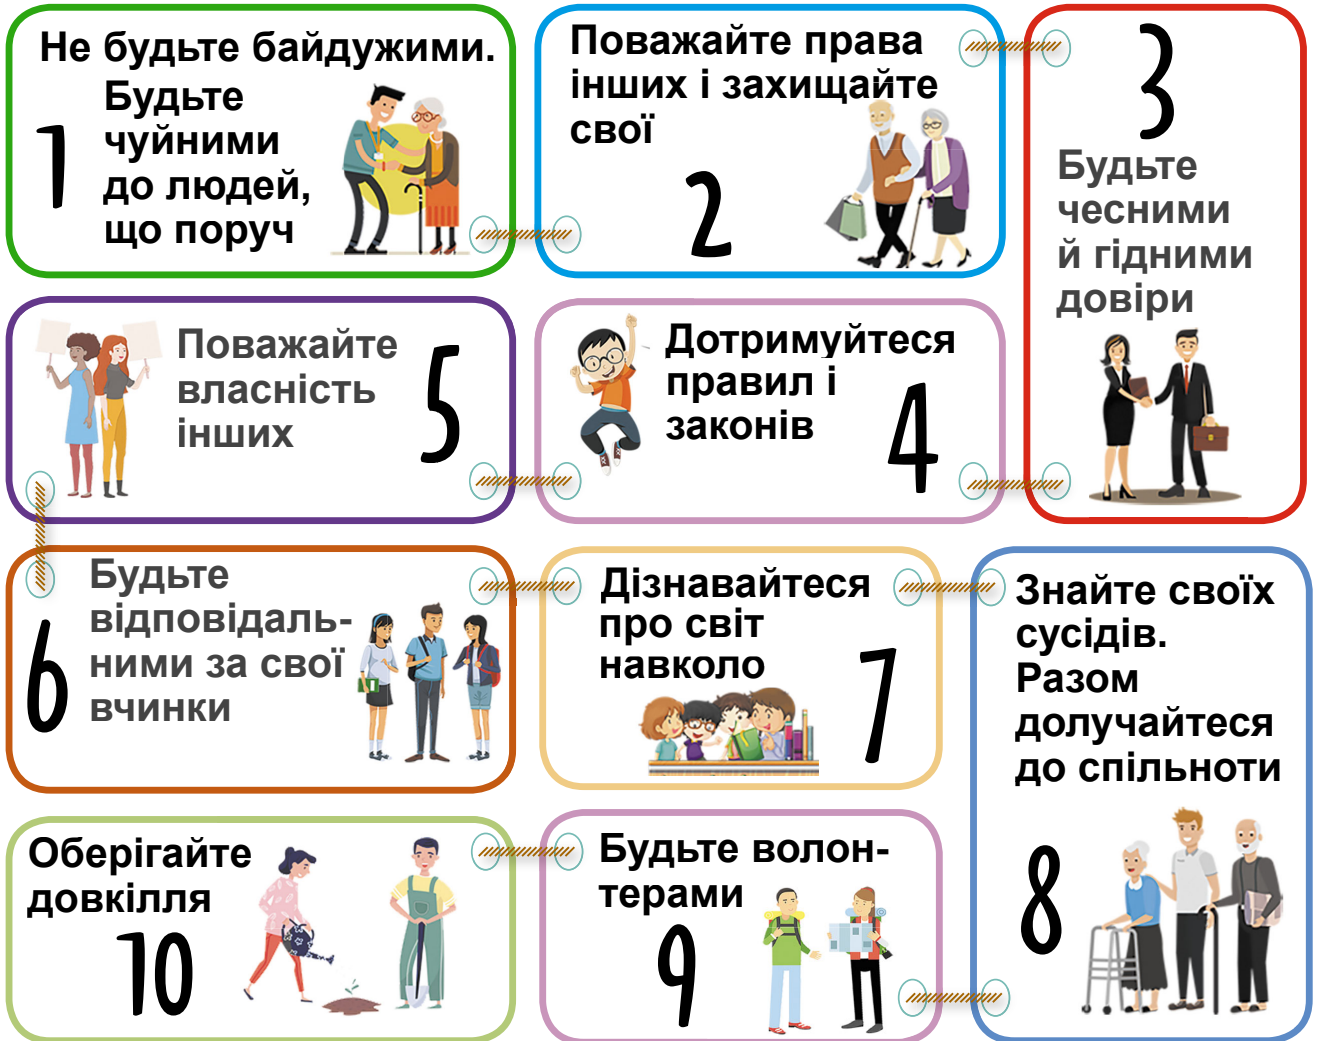 Не будьте байдужими.
Будьте
чуйними
до людей,
що поруч
1
Поважайте права
інших і захищайте
свої
2
3
Будьте
чесними
й гідними
довіри
Дотримуйтеся
правил і
законів
4
Поважайте
власність
інших
5
Будьте
відповідаль-
ними за свої
вчинки
6
Дізнавайтеся
про світ
навколо
7
Знайте своїх
сусідів.
Разом
долучайтеся
до спільноти
8
Будьте волон-
терами
9
Оберігайте
довкілля
10